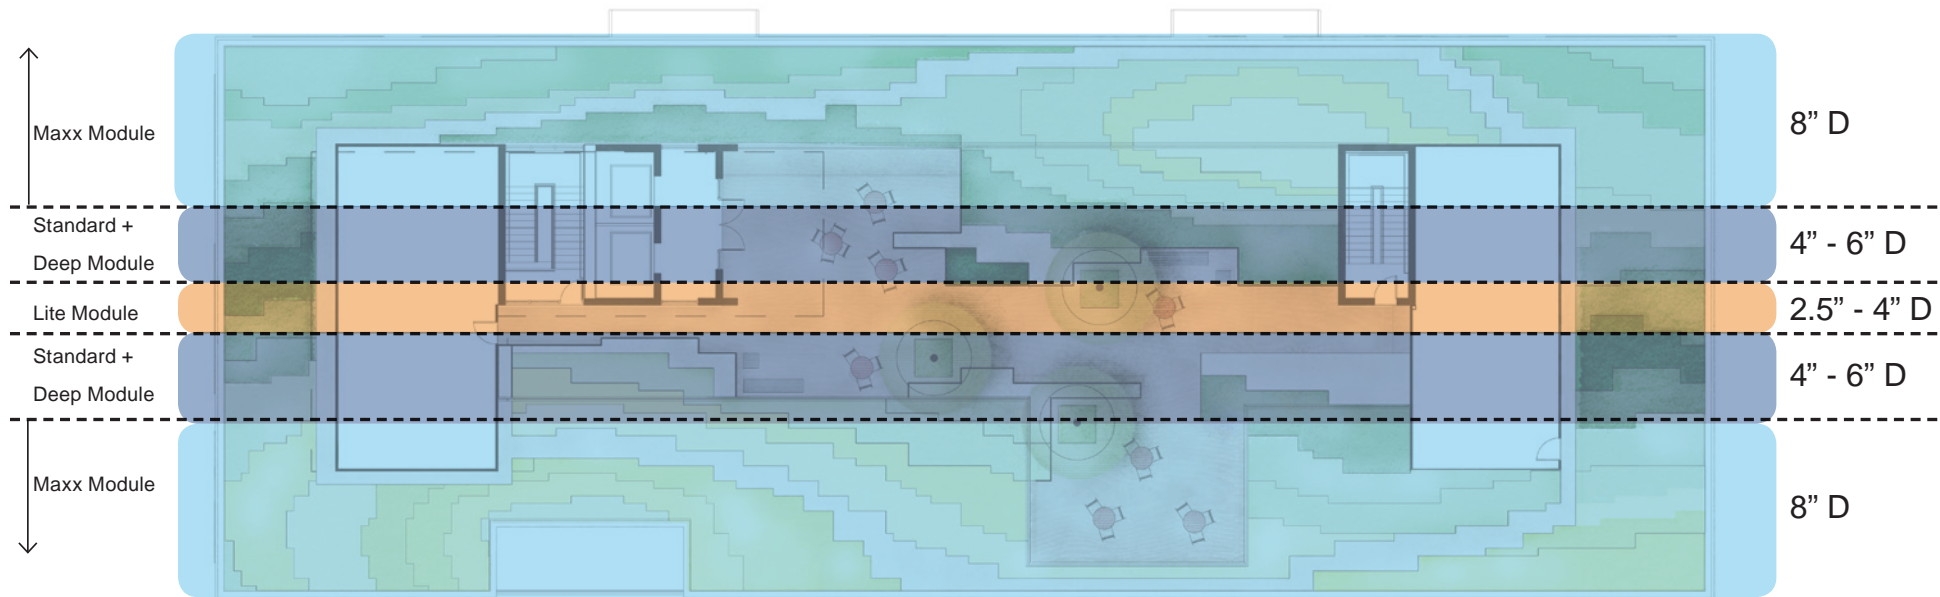 Maxx Module
8” D
Standard +
Deep Module
4” - 6” D
Lite Module
2.5” - 4” D
Standard +
Deep Module
4” - 6” D
Maxx Module
8” D